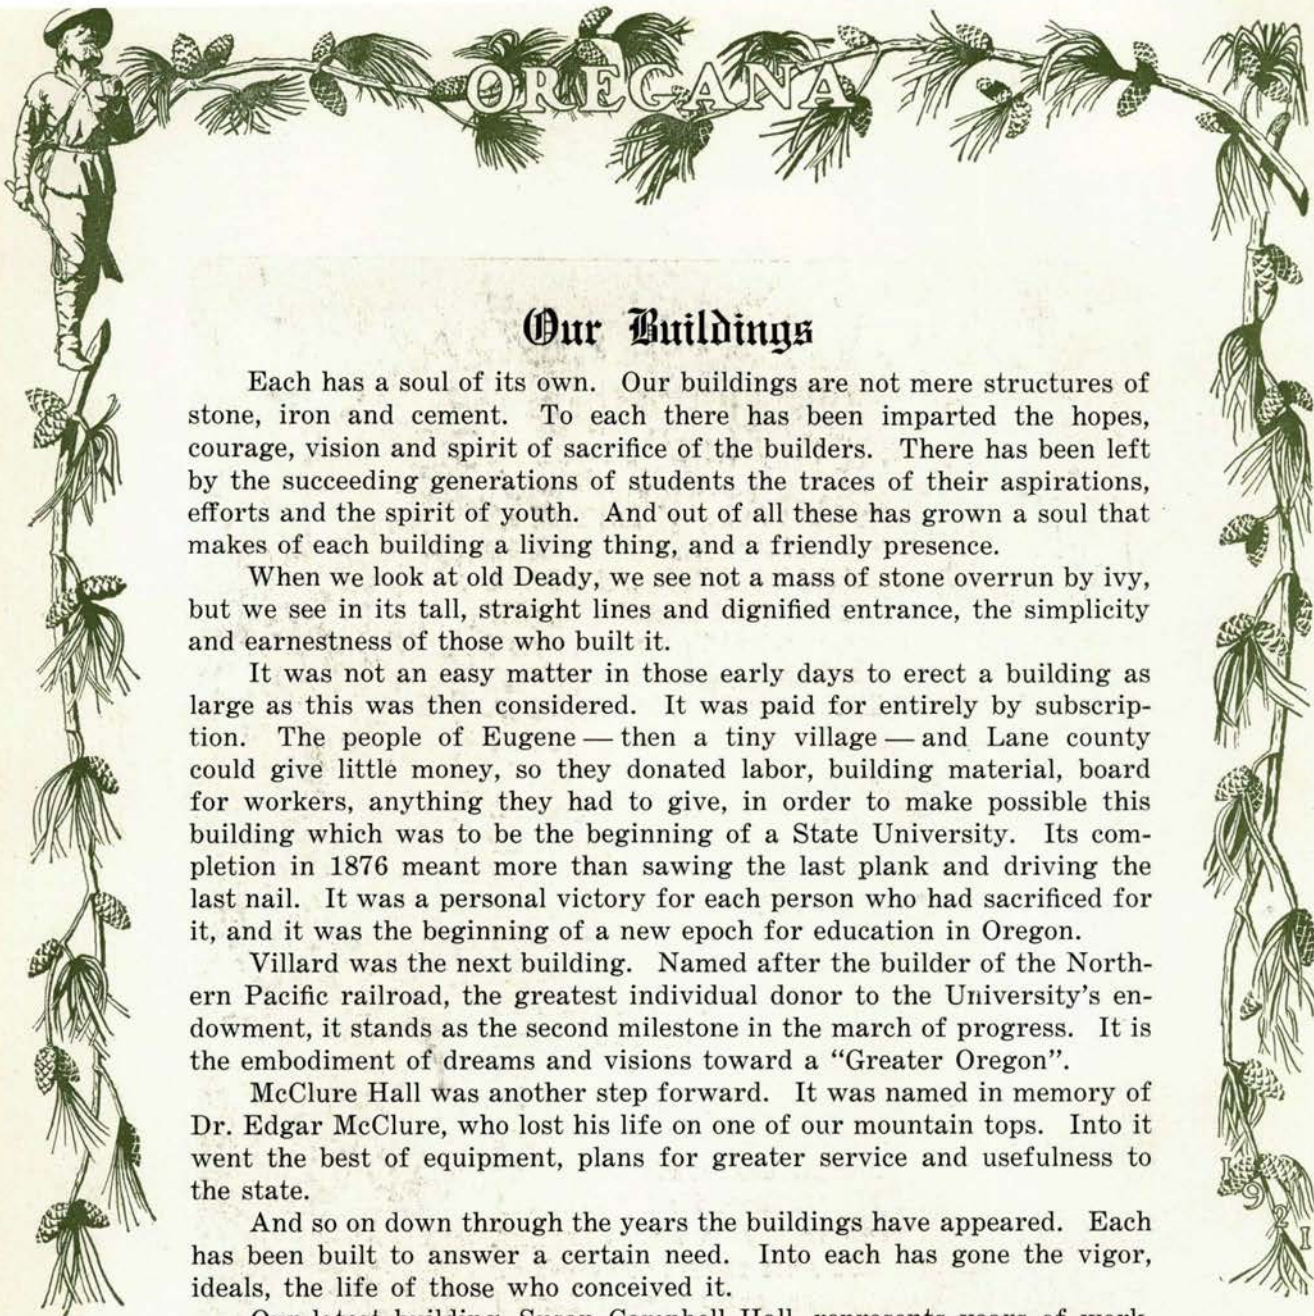 OREGANA
Our Buildings
Each has a soul of its own. Our buildings are not mere structures of
stone, iron and cement. To each there has been imparted the hopes,
courage, vision and spirit of sacrifice of the builders. There has been left
by the succeeding generations of students the traces of their aspirations,
efforts and the spirit of youth. And out of all these has grown a soul that
makes of each building a living thing, and a friendly presence.
When we look at old Deady, we see not a mass of stone overrun by ivy,
but we see in its tall, straight lines and dignified entrance, the simplicity
and earnestness of those who built it.
It was not an easy matter in those early days to erect a building as
large as this was then considered. It was paid for entirely by subscrip-
tion. The people of Eugene — then a tiny village — and Lane county
could give little money, so they donated labor, building material, board
for workers, anything they had to give, in order to make possible this
building which was to be the beginning of a State University. Its com-
pletion in 1876 meant more than sawing the last plank and driving the
last nail. It was a personal victory for each person who had sacrificed for
it, and it was the beginning of a new epoch for education in Oregon.
Villard was the next building. Named after the builder of the North-
ern Pacific railroad, the greatest individual donor to the University's en-
dowment, it stands as the second milestone in the march of progress. It is
the embodiment of dreams and visions toward a "Greater Oregon".
McClure Hall was another step forward. It was named in memory of
Dr. Edgar McClure, who lost his life on one of our mountain tops. Into it
went the best of equipment, plans for greater service and usefulness to
the state.
And so on down through the years the buildings have appeared. Each
has been built to answer a certain need. Into each has gone the vigor,
ideals, the life of those who conceived it.
Our latest building, Susan Campbell Hall, represents years of work
1921